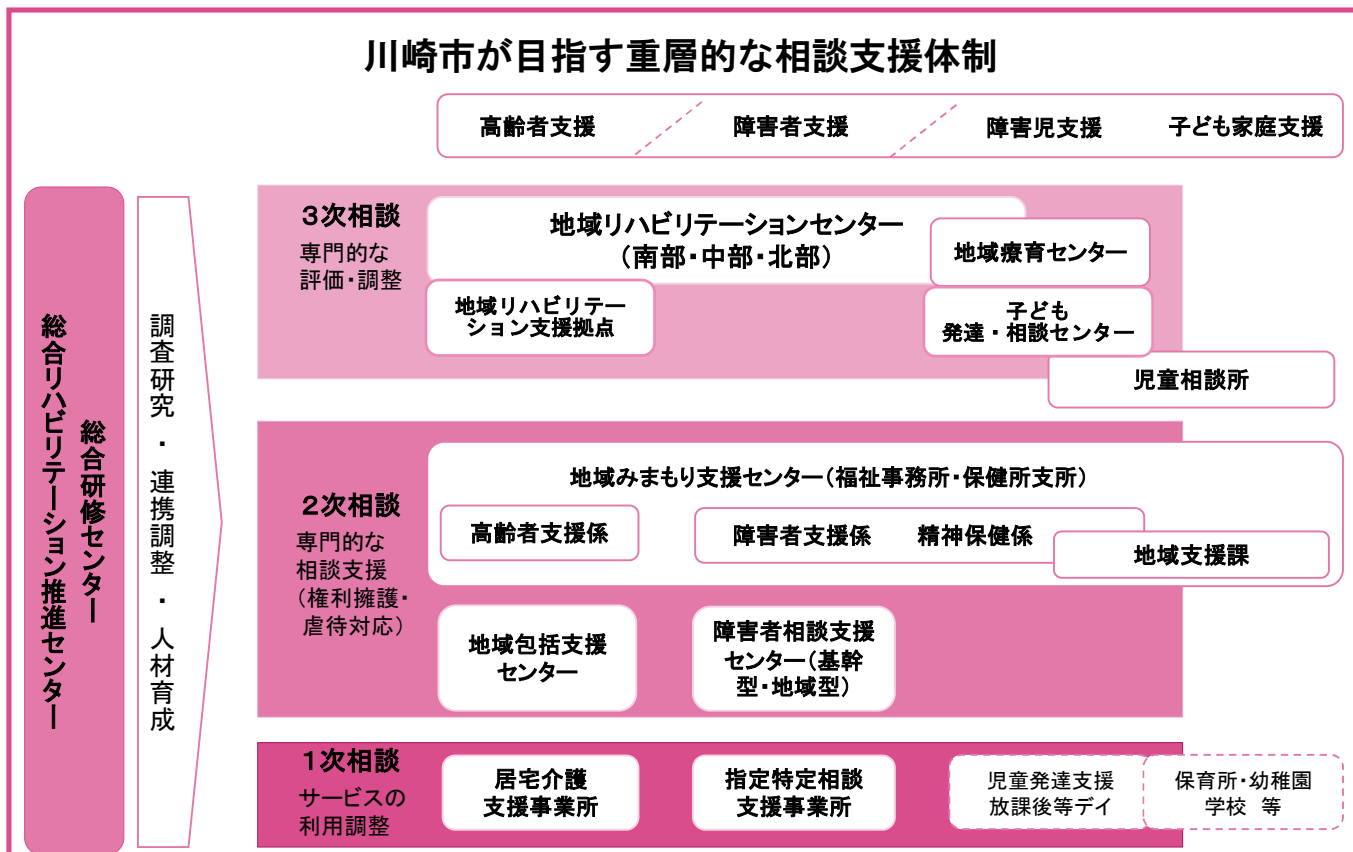 川崎市が目指す重層的な相談支援体制
高齢者支援
障害者支援
障害児支援
子ども家庭支援
総合研修センター
総合リハビリテーション推進センター
調査研究・連携調整・人材育成
3次相談
専門的な
評価・調整
地域リハビリテーションセンター
（南部・中部・北部）
地域療育センター
地域リハビリテー
ション支援拠点
子ども
発達・相談センター
児童相談所
2次相談
専門的な
相談支援
（権利擁護・
虐待対応）
地域みまもり支援センター（福祉事務所・保健所支所）
高齢者支援係
障害者支援係
精神保健係
地域支援課
地域包括支援
センター
障害者相談支援
センター（基幹
型・地域型）
1次相談
サービスの
利用調整
居宅介護
支援事業所
指定特定相談
支援事業所
児童発達支援
放課後等デイ
保育所・幼稚園
学校 等